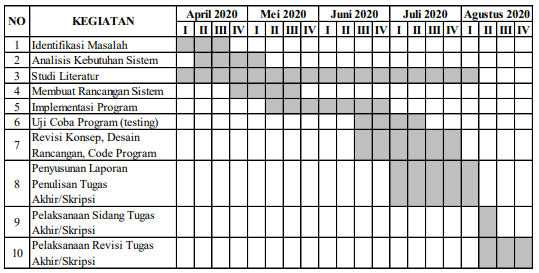 NO KEGIATAN April 2020 Mei 2020 Juni 2020 Juli 2020 Agustus 2020
I II III IV I II III IV I II III IV I II III IV I II III IV
1 Identifikasi Masalah
2 Analisis Kebutuhan Sistem
3 Studi Literatur
4 Membuat Rancangan Sistem
5 Implementasi Program
6 Uji Coba Program (testing)
7 Revisi Konsep, Desain
Rancangan, Code Program
8 Penyusunan Laporan
Penulisan Tugas
Akhir/Skripsi
9 Pelaksanaan Sidang Tugas
Akhir/Skripsi
10 Pelaksanaan Revisi Tugas
Akhir/Skripsi